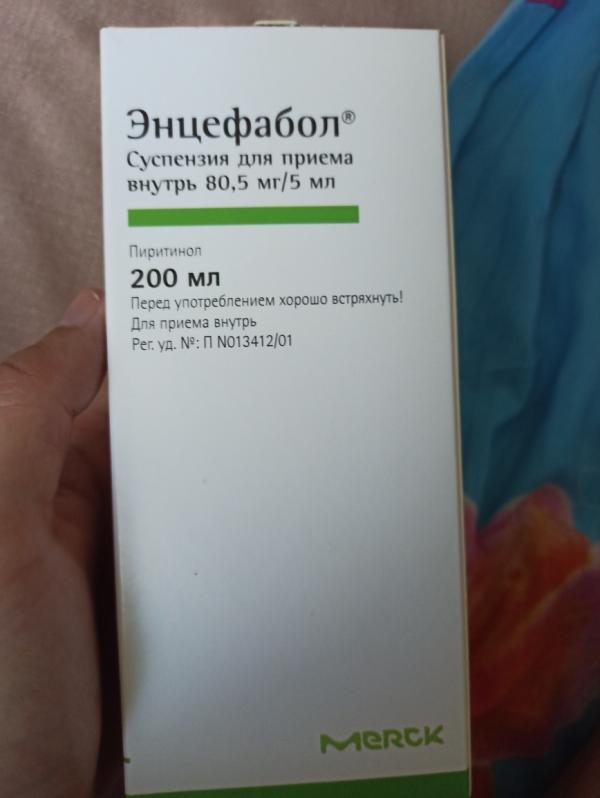 Энцефабол®
Суспензия для приема
внутрь 80,5 мг/5 мл
Пиритинол
200 мл
Перед употреблением хорошо встряхнуть!
Для приема внутрь
Рег. уд. №: П N013412/01
Merck